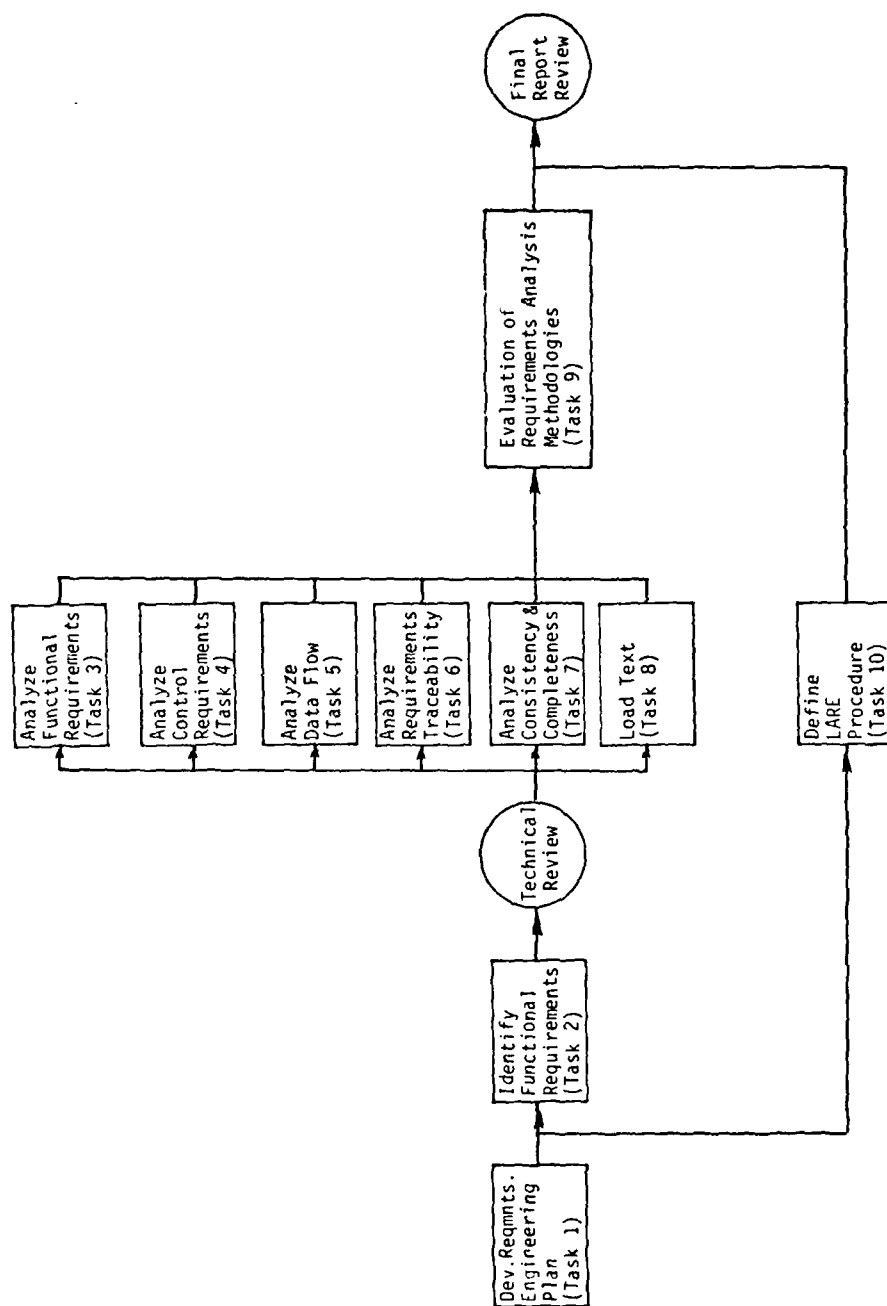 Dev.Reqmnts.
Engineering
Plan
(Task 1)
Identify
Functional
Requirements
(Task 2)
Technical
Review
Analyze
Functional
Requirements
(Task 3)
Analyze
Control
Requirements
(Task 4)
Analyze
Data Flow
(Task 5)
Analyze
Requirements
Traceability
(Task 6)
Analyze
Consistency &
Completeness
(Task 7)
Load Text
(Task 8)
Define
LARE
Procedure
(Task 10)
Evaluation of
Requirements Analysis
Methodologies
(Task 9)
Final
Report
Review